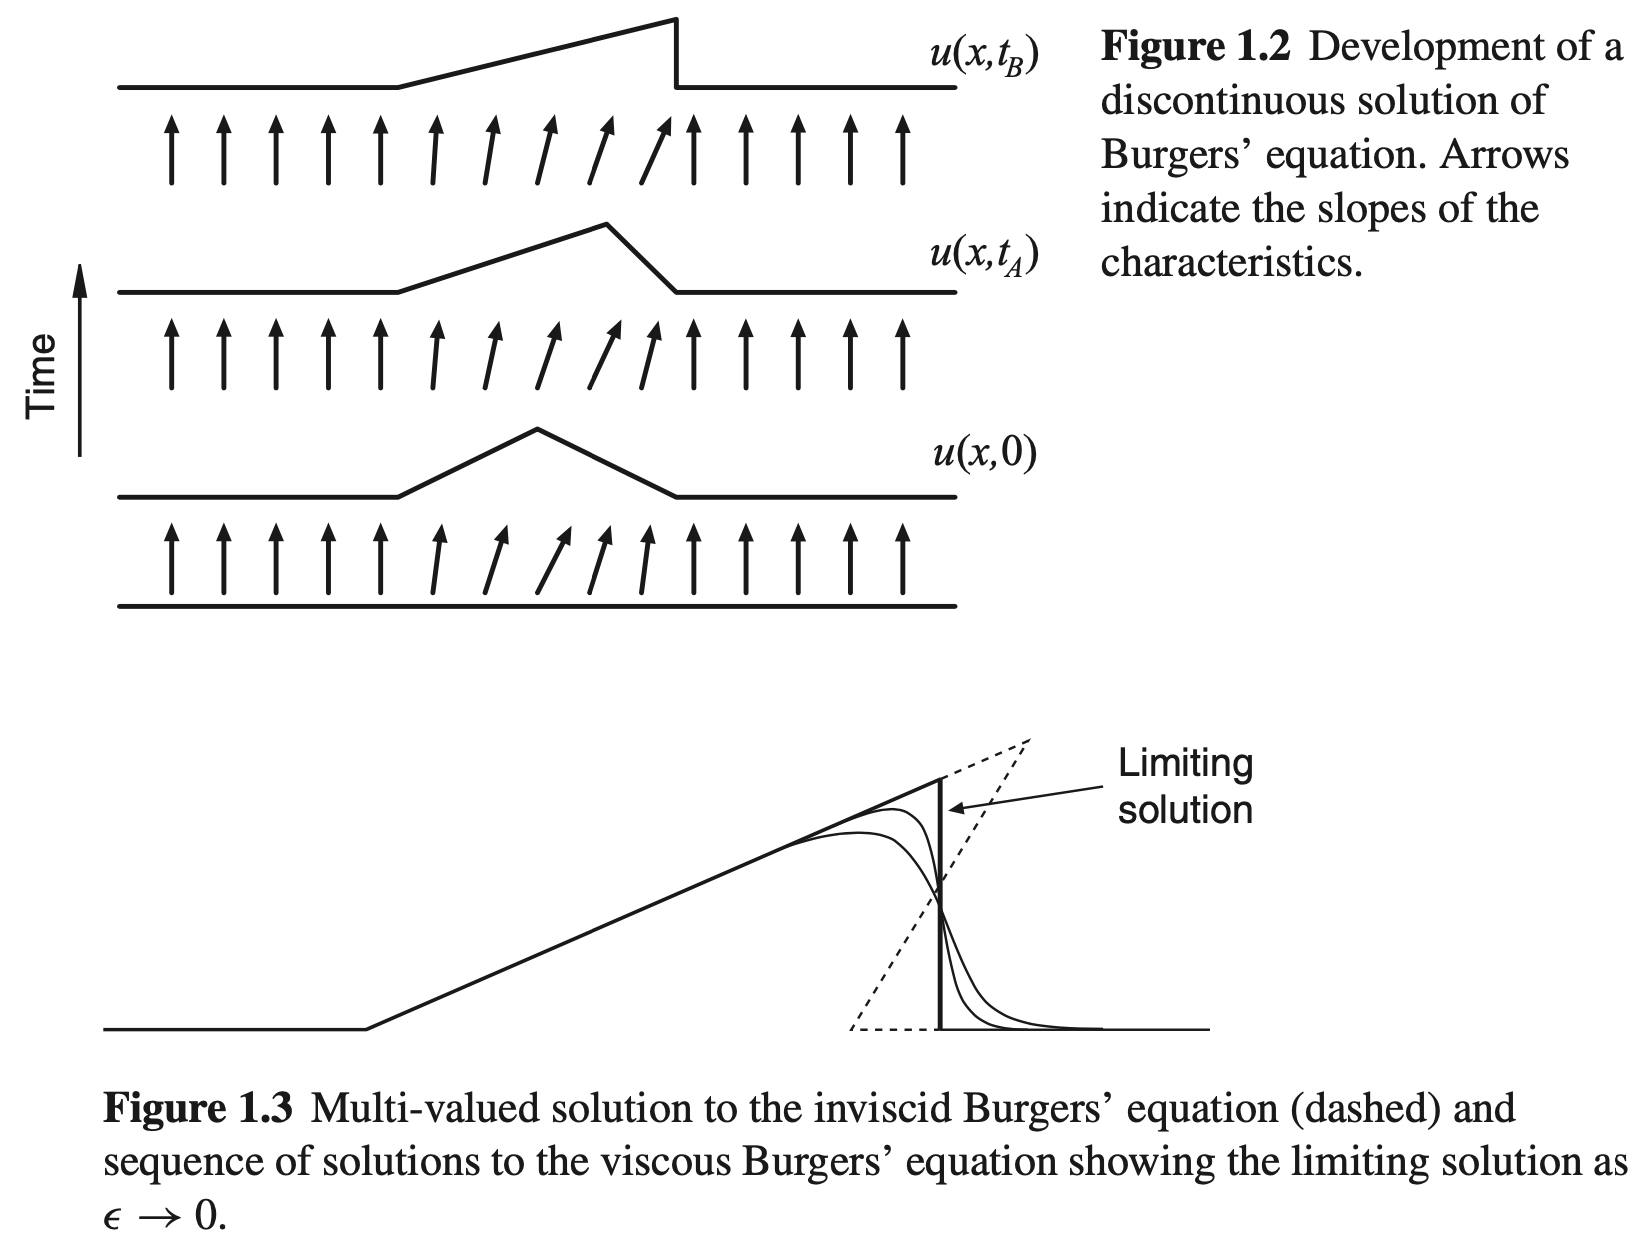 u(x,t_B)
Figure 1.2 Development of a
discontinuous solution of
Burgers’ equation. Arrows
indicate the slopes of the
characteristics.
u(x,t_A)
Time
u(x,0)
Limiting
solution
Figure 1.3 Multi-valued solution to the inviscid Burgers’ equation (dashed) and
sequence of solutions to the viscous Burgers’ equation showing the limiting solution as
ϵ → 0.